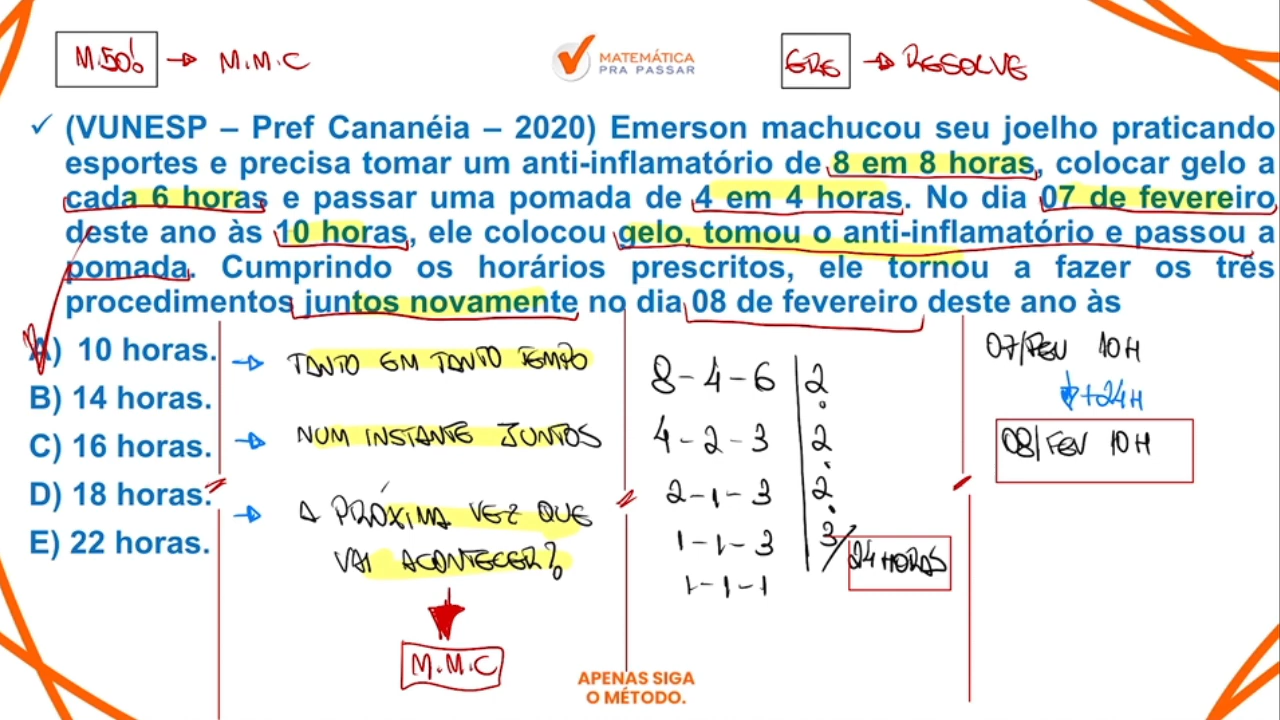 M.50! → M.M.C
MATEMÁTICA
PRA PASSAR
→ RESOLVE
✓ (VUNESP – Pref Cananéia – 2020) Emerson machucou seu joelho praticando
esportes e precisa tomar um anti-inflamatório de 8 em 8 horas, colocar gelo a
cada 6 horas e passar uma pomada de 4 em 4 horas. No dia 07 de fevereiro
deste ano às 10 horas, ele colocou gelo, tomou o anti-inflamatório e passou a
pomada. Cumprindo os horários prescritos, ele tornou a fazer os três
procedimentos juntos novamente no dia 08 de fevereiro deste ano às
A) 10 horas.
B) 14 horas.
C) 16 horas.
D) 18 horas.
E) 22 horas.
→ TANTO EM TANTO TEMPO
→ NUM INSTANTE JUNTOS
→ A PRÓXIMA VEZ QUE
VAI ACONTECER?
M.M.C
8-4-6 | 2
4-2-3 | 2
2-1-3 | 2
1-1-3 | 3
1-1-1
24 HORAS
07/FEV 10H
+24H
08/FEV 10H
APENAS SIGA
O MÉTODO.